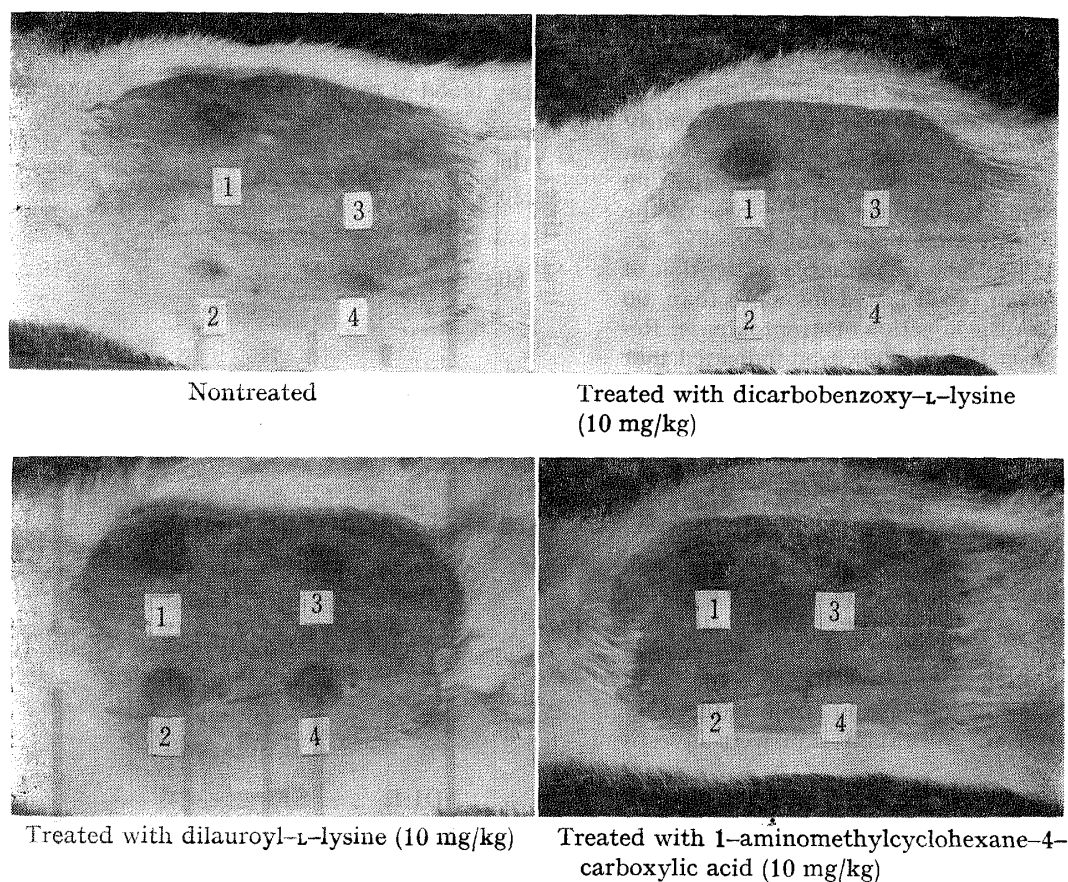 1
3
2
4
Nontreated
1
3
2
4
Treated with dicarbobenzoxy-L-lysine
(10 mg/kg)
1
3
2
4
Treated with dilauroyl-L-lysine (10 mg/kg)
1
3
2
4
Treated with 1-aminomethylcyclohexane-4-
carboxylic acid (10 mg/kg)